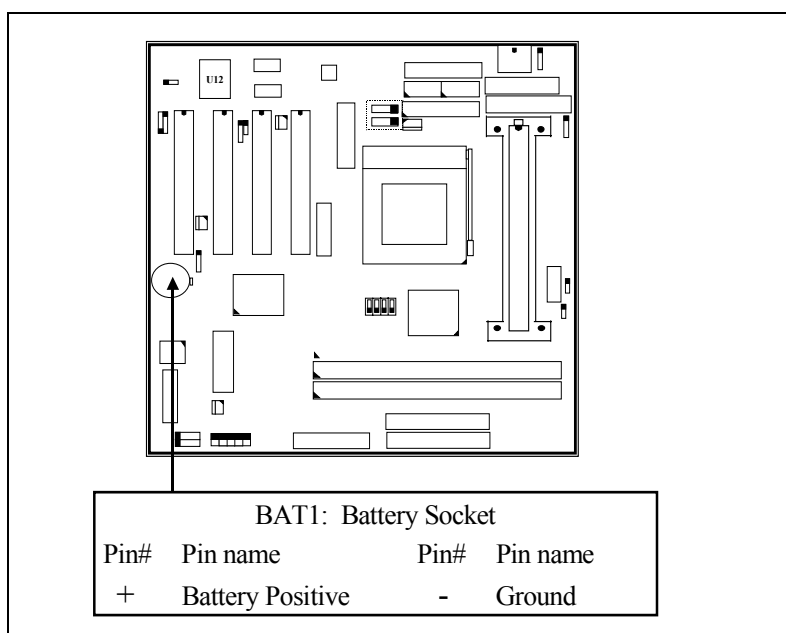 U12
BAT1: Battery Socket
Pin# Pin name Pin# Pin name
+ Battery Positive - Ground